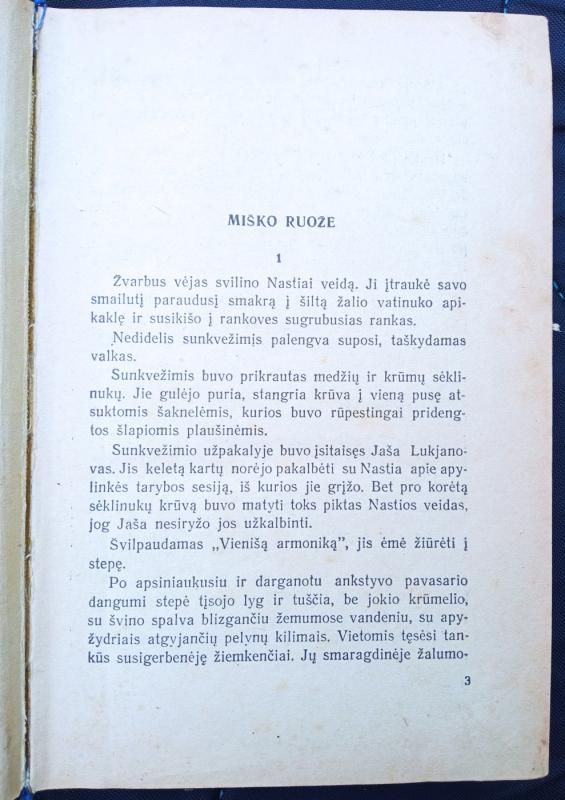 MIŠKO RUOŽE
1
Žvarbus vėjas svilino Nastiai veidą. Ji įtraukė savo
smailutį paraudusį smakrą į šiltą žalio vatinuko api-
kaklę ir susikišo į rankoves sugrubusias rankas.
Nedidelis sunkvežimis palengva suposi, taškydamas
valkas.
Sunkvežimis buvo prikrautas medžių ir krūmų sėkli-
nukų. Jie gulėjo puria, stangria krūva į vieną pusę at-
suktomis šaknelėmis, kurios buvo rūpestingai prideng-
tos šlapiomis plaušinėmis.
Sunkvežimio užpakalyje buvo įsitaisęs Jaša Lukjano-
vas. Jis keletą kartų norėjo pakalbėti su Nastia apie apy-
linkės tarybos sesiją, iš kurios jie grįžo. Bet pro korėtą
sėklinukų krūvą buvo matyti toks piktas Nastios veidas,
jog Jaša nesiryžo jos užkalbinti.
Švilpaudamas „Vienišą armoniką”, jis ėmė žiūrėti į
stepę.
Po apsiniaukusiu ir darganotu ankstyvo pavasario
dangumi stepė tįsojo lyg ir tuščia, be jokio krūmelio,
su švino spalva blizgančiu žemumose vandeniu, su apy-
žydriais atgyjančių pelynų kilimais. Vietomis tęsėsi tan-
kūs susigerbenėję žiemkenčiai. Jų smaragdinėje žalumo-
3